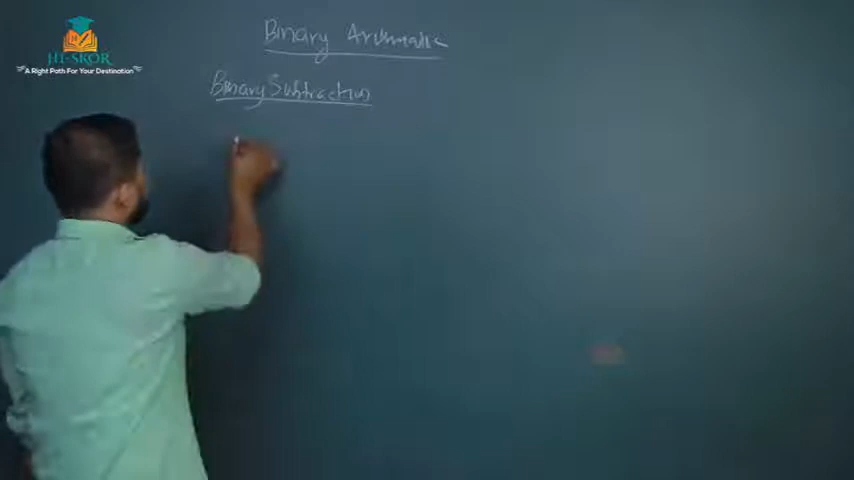 HI-SKOR
"A Right Path For Your Destination"
Binary Arithmatic
Binary Subtraction